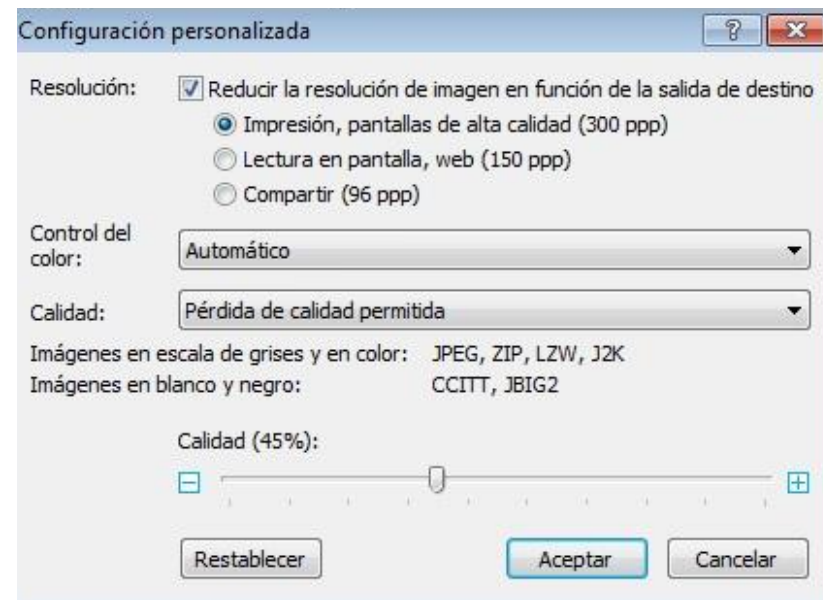 Configuración personalizada
Resolución:
Reducir la resolución de imagen en función de la salida de destino
Impresión, pantallas de alta calidad (300 ppp)
Lectura en pantalla, web (150 ppp)
Compartir (96 ppp)
Control del
color:
Automático
Calidad:
Pérdida de calidad permitida
Imágenes en escala de grises y en color: JPEG, ZIP, LZW, J2K
Imágenes en blanco y negro: CCITT, JBIG2
Calidad (45%):
Restablecer
Aceptar
Cancelar